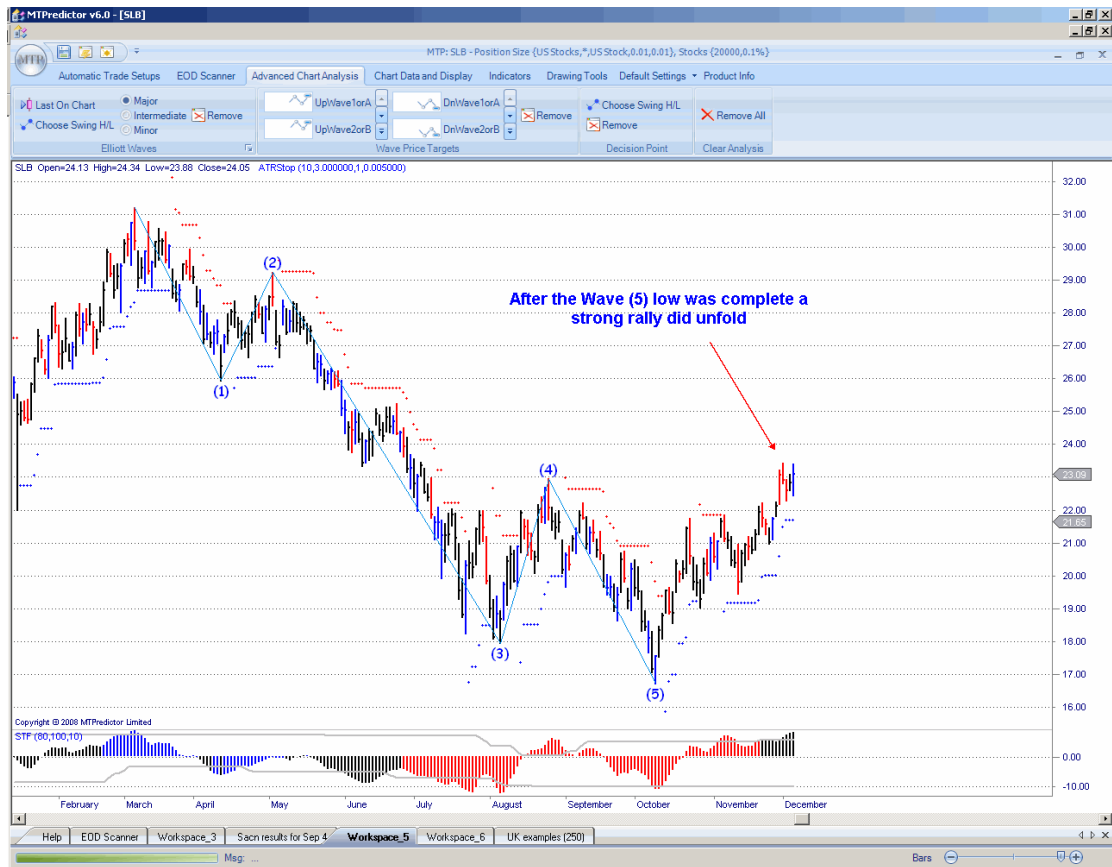 MTPredictor v6.0 - [SLB]
MTP: SLB - Position Size {US Stocks,*,US Stock,0.01,0.01}, Stocks {20000,0.1%}
MTP
Automatic Trade Setups EOD Scanner Advanced Chart Analysis Chart Data and Display Indicators Drawing Tools Default Settings Product Info
Last On Chart Major UpWave1orA DnWave1orA Choose Swing H/L
Choose Swing H/L Intermediate Remove Remove Remove Remove All
Minor UpWave2orB DnWave2orB
Elliott Waves Wave Price Targets Decision Point Clear Analysis
SLB Open=24.13 High=24.34 Low=23.88 Close=24.05 ATRStop (10,3.000000,1,0.005000)
32.00
31.00
30.00
(2)
29.00
After the Wave (5) low was complete a
strong rally did unfold
28.00
27.00
26.00
(1)
25.00
24.00
(4)
23.09
22.00
21.65
21.00
20.00
19.00
18.00
(3)
17.00
(5)
16.00
Copyright © 2008 MTPredictor Limited
STF (80,100,10)
0.00
-10.00
February March April May June July August September October November December
Help EOD Scanner Workspace_3 Sacn results for Sep 4 Workspace_5 Workspace_6 UK examples (250)
Msg: ... Bars